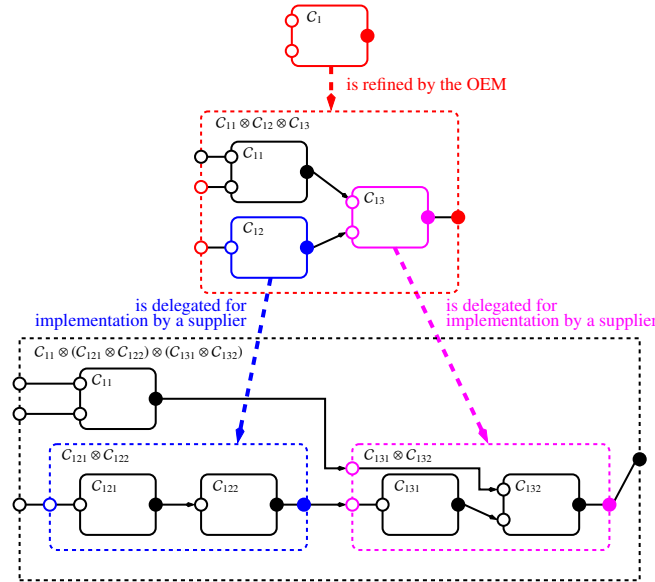 C₁
is refined by the OEM
C₁₁ ⊗ C₁₂ ⊗ C₁₃
C₁₁
C₁₃
C₁₂
is delegated for
implementation by a supplier
is delegated for
implementation by a supplier
C₁₁ ⊗ (C₁₂₁ ⊗ C₁₂₂) ⊗ (C₁₃₁ ⊗ C₁₃₂)
C₁₁
C₁₂₁ ⊗ C₁₂₂
C₁₃₁ ⊗ C₁₃₂
C₁₂₁
C₁₂₂
C₁₃₁
C₁₃₂